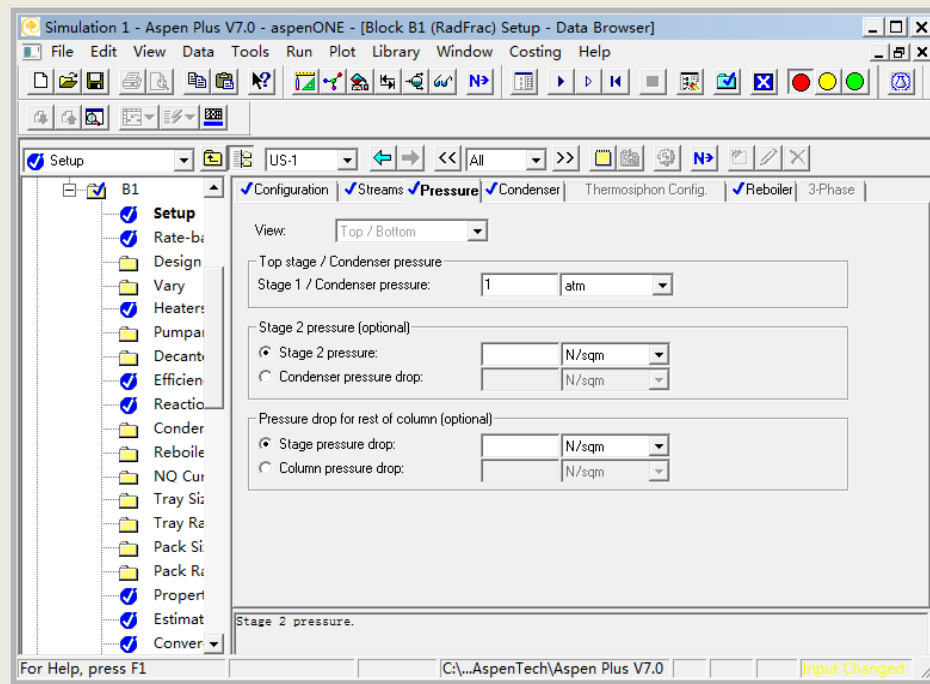 Simulation 1 - Aspen Plus V7.0 - aspenONE - [Block B1 (RadFrac) Setup - Data Browser]
File Edit View Data Tools Run Plot Library Window Costing Help
N>
Setup US-1 << All >> N>
B1
Setup
Rate-ba
Design
Vary
Heaters
Pumpar
Decante
Efficien
Reactio
Conder
Reboile
NQ Cur
Tray Siz
Tray Ra
Pack Si
Pack Ra
Propert
Estimat
Conver
Configuration Streams Pressure Condenser Thermosiphon Config. Reboiler 3-Phase
View: Top / Bottom
Top stage / Condenser pressure
Stage 1 / Condenser pressure: 1 atm
Stage 2 pressure (optional)
Stage 2 pressure: N/sqm
Condenser pressure drop: N/sqm
Pressure drop for rest of column (optional)
Stage pressure drop: N/sqm
Column pressure drop: N/sqm
Stage 2 pressure.
For Help, press F1 C:\...AspenTech\Aspen Plus V7.0 Input Changed